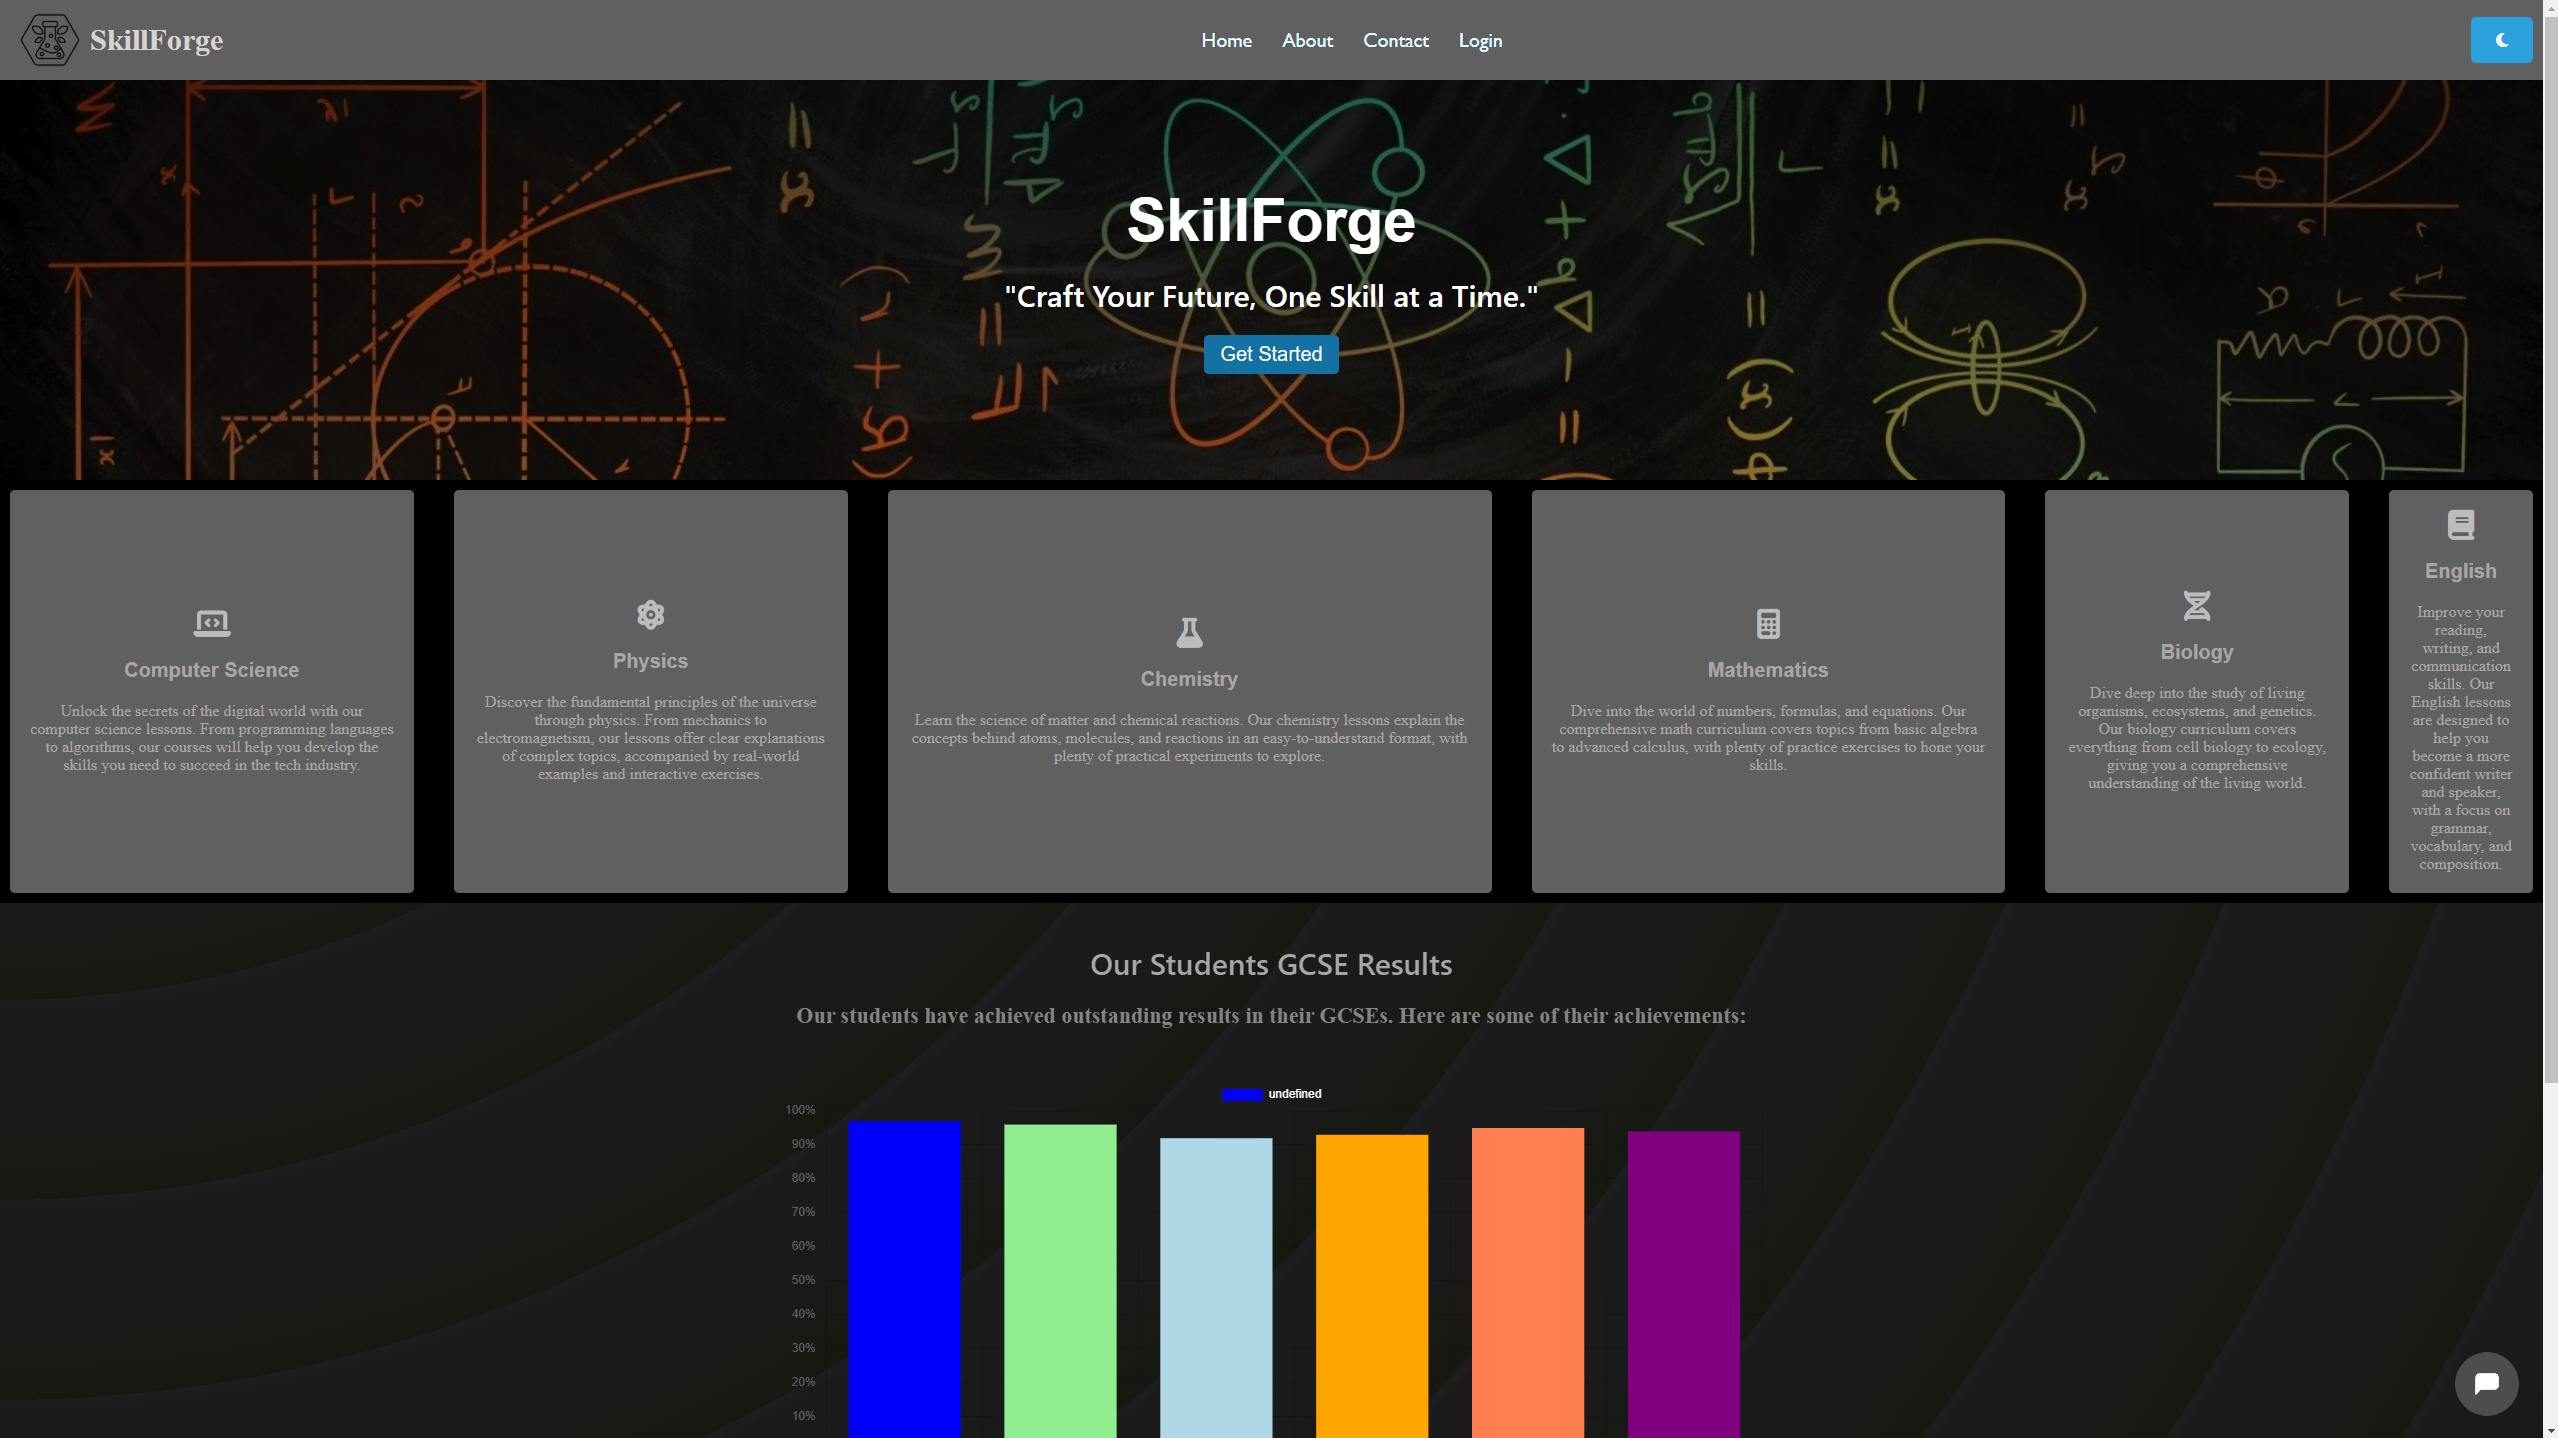 SkillForge
Home About Contact Login
SkillForge
"Craft Your Future, One Skill at a Time."
Get Started
Computer Science
Unlock the secrets of the digital world with our
computer science lessons. From programming languages
to algorithms, our courses will help you develop the
skills you need to succeed in the tech industry.
Physics
Discover the fundamental principles of the universe
through physics. From mechanics to
electromagnetism, our lessons offer clear explanations
of complex topics, accompanied by real-world
examples and interactive exercises.
Chemistry
Learn the science of matter and chemical reactions. Our chemistry lessons explain the
concepts behind atoms, molecules, and reactions in an easy-to-understand format, with
plenty of practical experiments to explore.
Mathematics
Dive into the world of numbers, formulas, and equations. Our
comprehensive math curriculum covers topics from basic algebra
to advanced calculus, with plenty of practice exercises to hone your
skills.
Biology
Dive deep into the study of living
organisms, ecosystems, and genetics.
Our biology curriculum covers
everything from cell biology to ecology,
giving you a comprehensive
understanding of the living world.
English
Improve your
reading,
writing, and
communication
skills. Our
English lessons
are designed to
help you
become a more
confident writer
and speaker,
with a focus on
grammar,
vocabulary, and
composition.
Our Students GCSE Results
Our students have achieved outstanding results in their GCSEs. Here are some of their achievements:
undefined
100%
90%
80%
70%
60%
50%
40%
30%
20%
10%